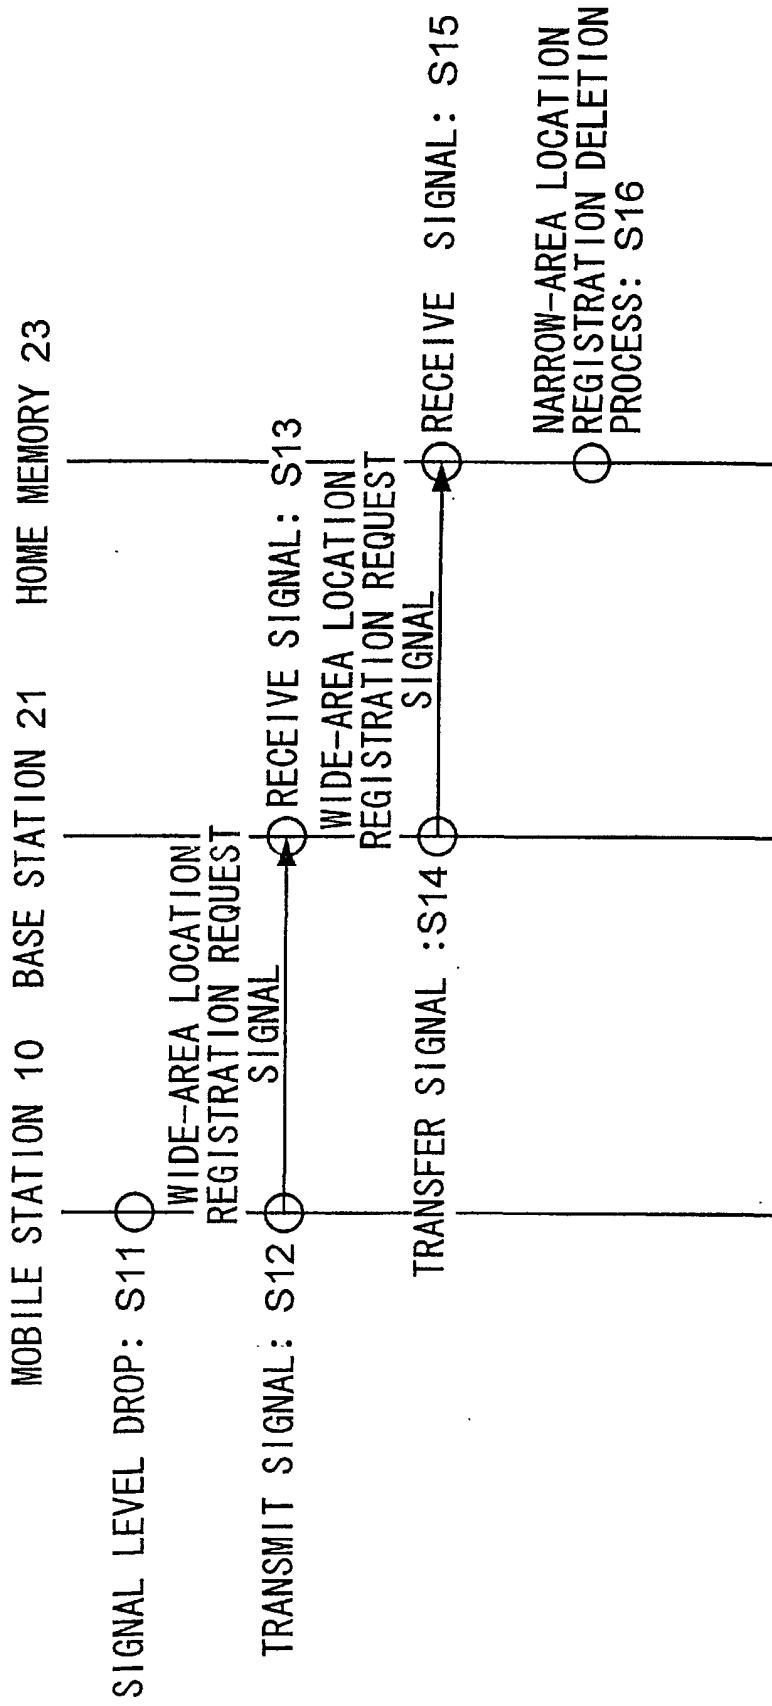 MOBILE STATION 10
BASE STATION 21
HOME MEMORY 23
SIGNAL LEVEL DROP: S11
WIDE-AREA LOCATION
REGISTRATION REQUEST
SIGNAL
TRANSMIT SIGNAL: S12
RECEIVE SIGNAL: S13
WIDE-AREA LOCATION
REGISTRATION REQUEST
SIGNAL
TRANSFER SIGNAL :S14
RECEIVE SIGNAL: S15
NARROW-AREA LOCATION
REGISTRATION DELETION
PROCESS: S16